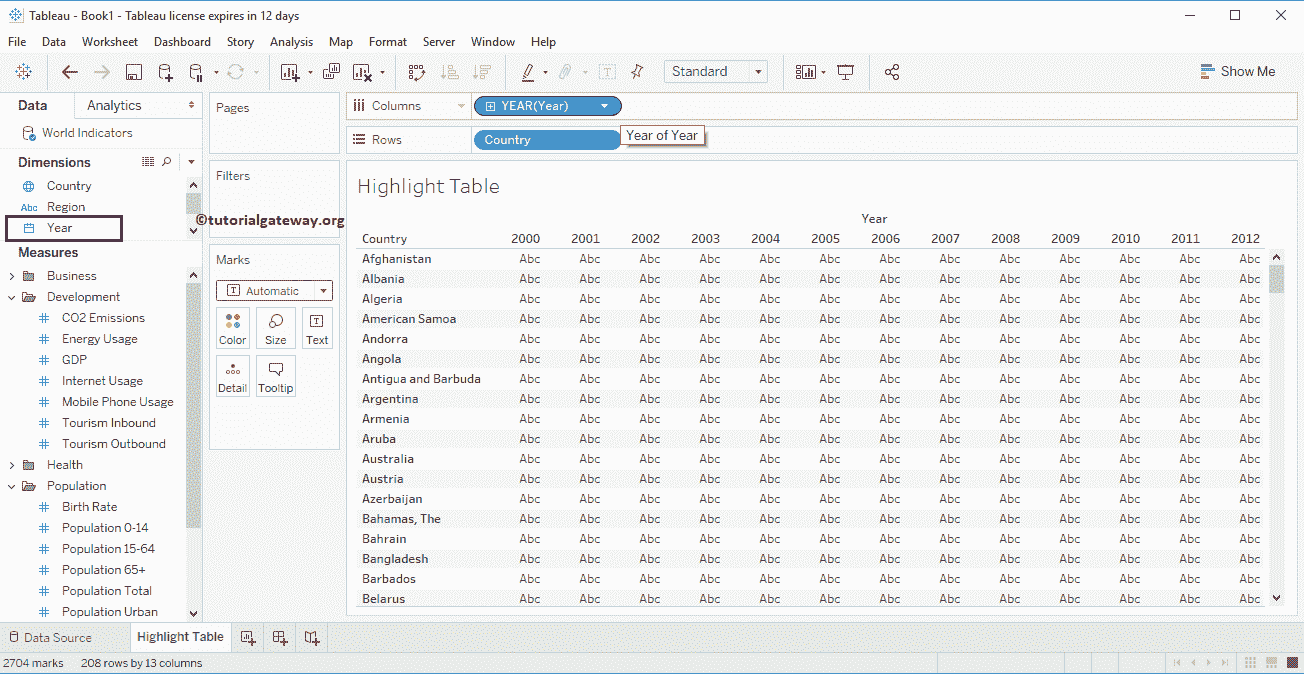 Tableau - Book1 - Tableau license expires in 12 days
File Data Worksheet Dashboard Story Analysis Map Format Server Window Help
Standard
Show Me
Data Analytics
World Indicators
Dimensions
Country
Abc Region
Year
Measures
Business
Development
CO2 Emissions
Energy Usage
GDP
Internet Usage
Mobile Phone Usage
Tourism Inbound
Tourism Outbound
Health
Population
Birth Rate
Population 0-14
Population 15-64
Population 65+
Population Total
Population Urban
Pages
Filters
©tutorialgateway.org
Marks
Automatic
Color Size Text
Detail Tooltip
Columns YEAR(Year)
Rows Country
Year of Year
Highlight Table
Year
Country 2000 2001 2002 2003 2004 2005 2006 2007 2008 2009 2010 2011 2012
Afghanistan Abc Abc Abc Abc Abc Abc Abc Abc Abc Abc Abc Abc Abc
Albania Abc Abc Abc Abc Abc Abc Abc Abc Abc Abc Abc Abc Abc
Algeria Abc Abc Abc Abc Abc Abc Abc Abc Abc Abc Abc Abc Abc
American Samoa Abc Abc Abc Abc Abc Abc Abc Abc Abc Abc Abc Abc Abc
Andorra Abc Abc Abc Abc Abc Abc Abc Abc Abc Abc Abc Abc Abc
Angola Abc Abc Abc Abc Abc Abc Abc Abc Abc Abc Abc Abc Abc
Antigua and Barbuda Abc Abc Abc Abc Abc Abc Abc Abc Abc Abc Abc Abc Abc
Argentina Abc Abc Abc Abc Abc Abc Abc Abc Abc Abc Abc Abc Abc
Armenia Abc Abc Abc Abc Abc Abc Abc Abc Abc Abc Abc Abc Abc
Aruba Abc Abc Abc Abc Abc Abc Abc Abc Abc Abc Abc Abc Abc
Australia Abc Abc Abc Abc Abc Abc Abc Abc Abc Abc Abc Abc Abc
Austria Abc Abc Abc Abc Abc Abc Abc Abc Abc Abc Abc Abc Abc
Azerbaijan Abc Abc Abc Abc Abc Abc Abc Abc Abc Abc Abc Abc Abc
Bahamas, The Abc Abc Abc Abc Abc Abc Abc Abc Abc Abc Abc Abc Abc
Bahrain Abc Abc Abc Abc Abc Abc Abc Abc Abc Abc Abc Abc Abc
Bangladesh Abc Abc Abc Abc Abc Abc Abc Abc Abc Abc Abc Abc Abc
Barbados Abc Abc Abc Abc Abc Abc Abc Abc Abc Abc Abc Abc Abc
Belarus Abc Abc Abc Abc Abc Abc Abc Abc Abc Abc Abc Abc Abc
Data Source Highlight Table
2704 marks 208 rows by 13 columns